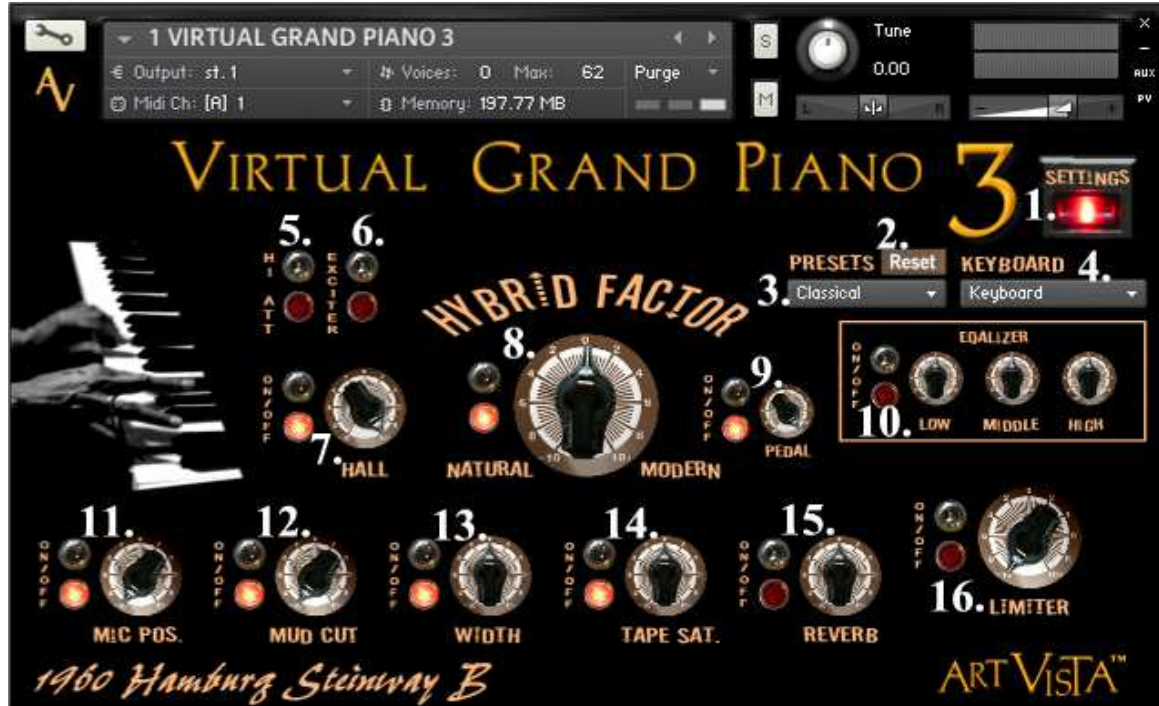 1 VIRTUAL GRAND PIANO 3
S
Tune
0.00
Output: st.1
Voices: 0 Max: 62
Purge
AUX
PV
Midi Ch: [A] 1
Memory: 197.77 MB
M
L
R
- +
AV
VIRTUAL GRAND PIANO 3
SETTINGS
1.
5. 6.
HI ATT
EXCITER
2.
PRESETS Reset KEYBOARD 4.
3. Classical
Keyboard
HYBRID FACTOR
8.
NATURAL
MODERN
ON/OFF
7. HALL
ON/OFF
9.
PEDAL
EQALIZER
ON/OFF
10. LOW MIDDLE HIGH
11. 12. 13. 14. 15.
ON/OFF ON/OFF ON/OFF ON/OFF ON/OFF
MIC POS. MUD CUT WIDTH TAPE SAT. REVERB
ON/OFF
16. LIMITER
1960 Hamburg Steinway B
ARTVISTA™